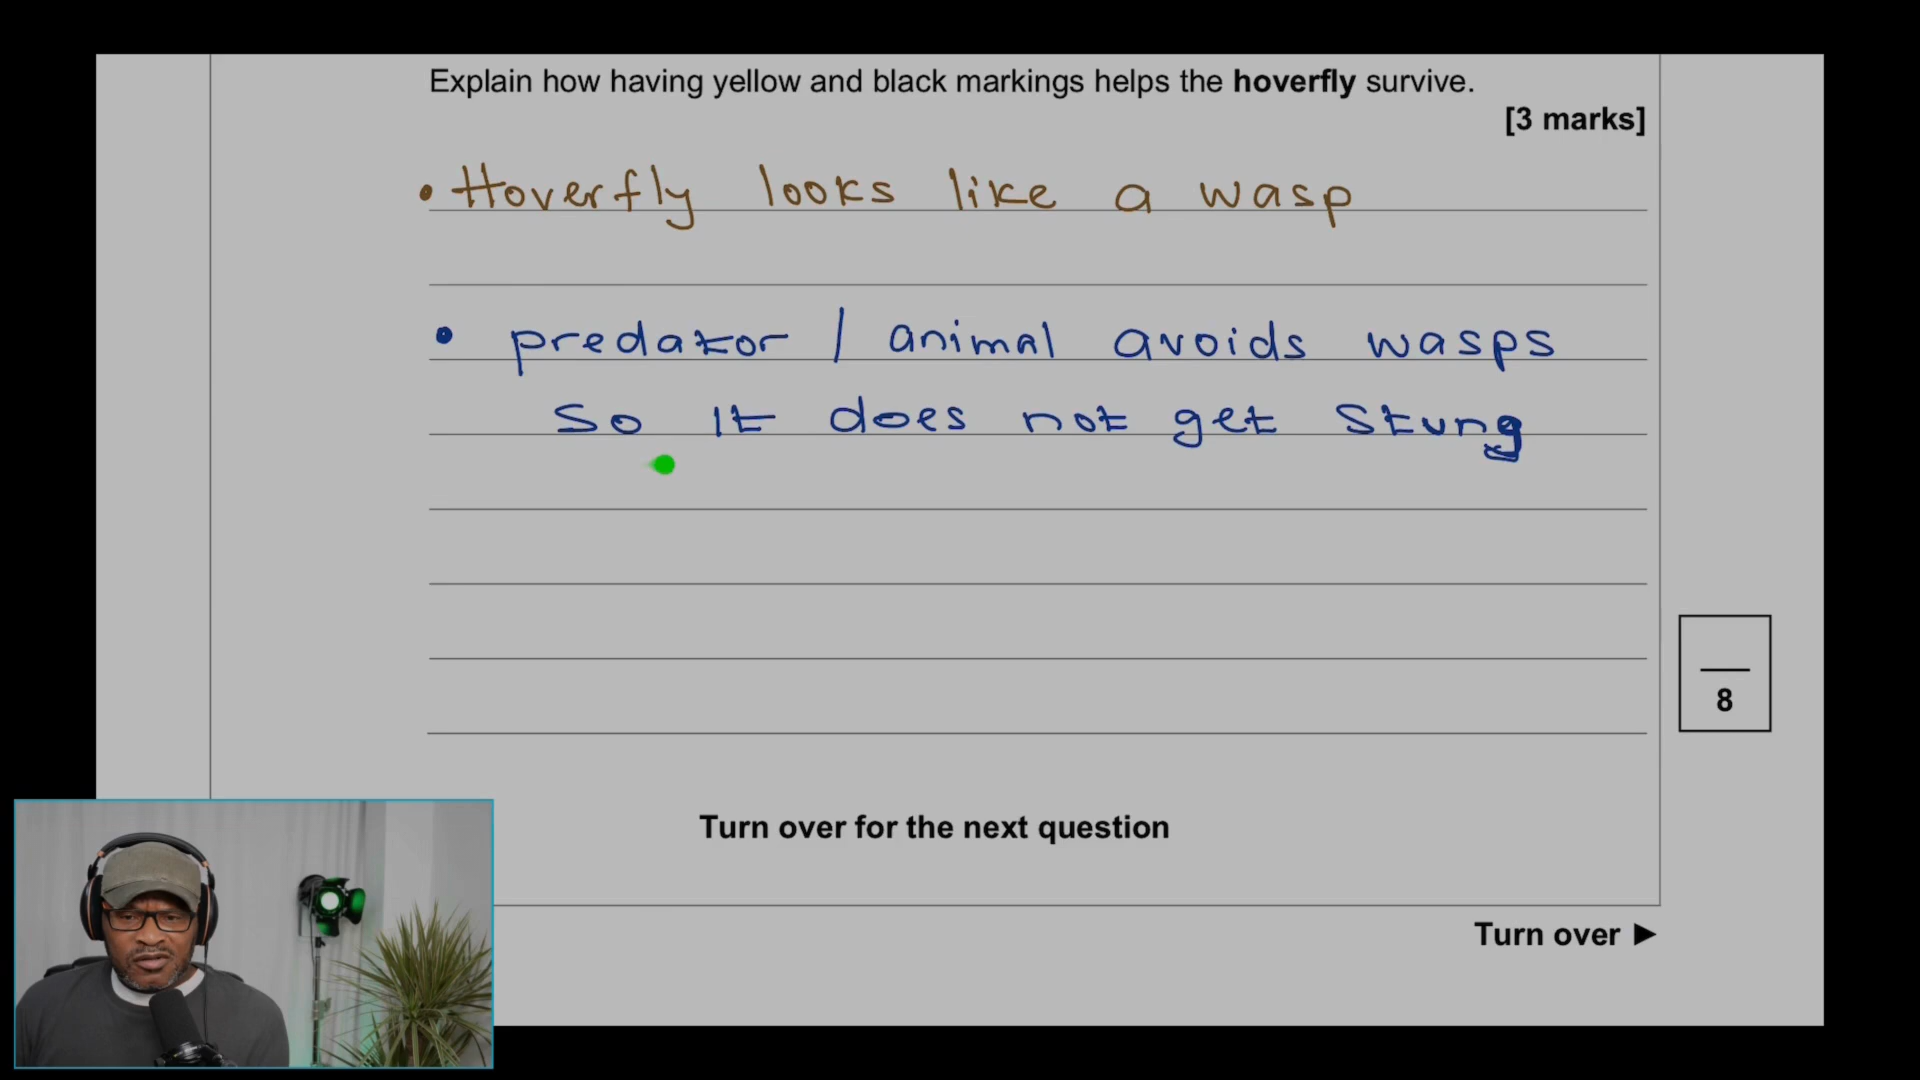 Explain how having yellow and black markings helps the hoverfly survive.
[3 marks]
• Hoverfly looks like a wasp
• predator / animal avoids wasps
So It does not get Stung
8
Turn over for the next question
Turn over ►